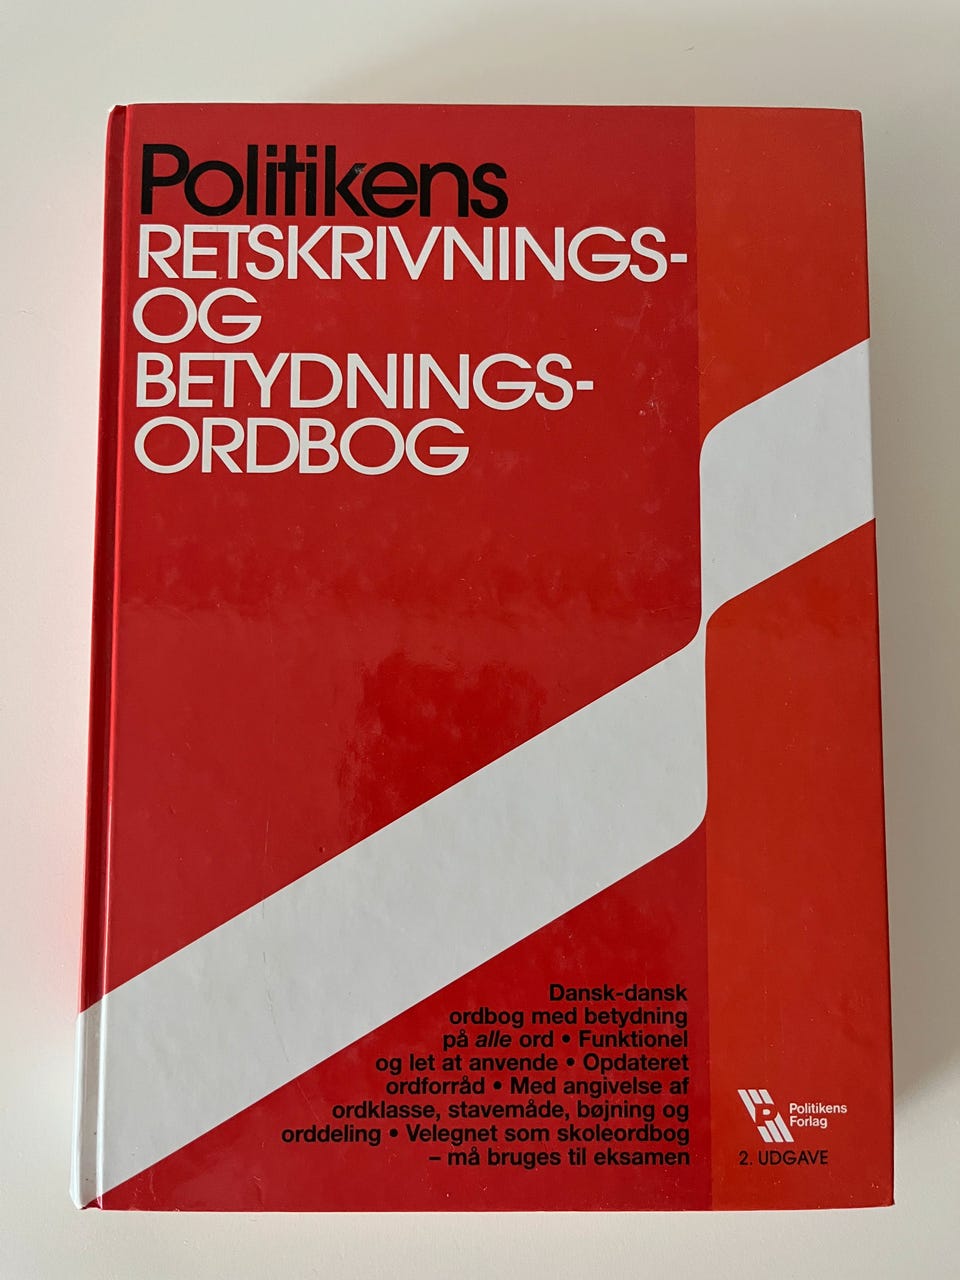 Politikens
RETSKRIVNINGS-
OG
BETYDNINGS-
ORDBOG
Dansk-dansk
ordbog med betydning
på alle ord • Funktionel
og let at anvende • Opdateret
ordforråd • Med angivelse af
ordklasse, stavemåde, bøjning og
orddeling • Velegnet som skoleordbog
– må bruges til eksamen
P
Politikens
Forlag
2. UDGAVE